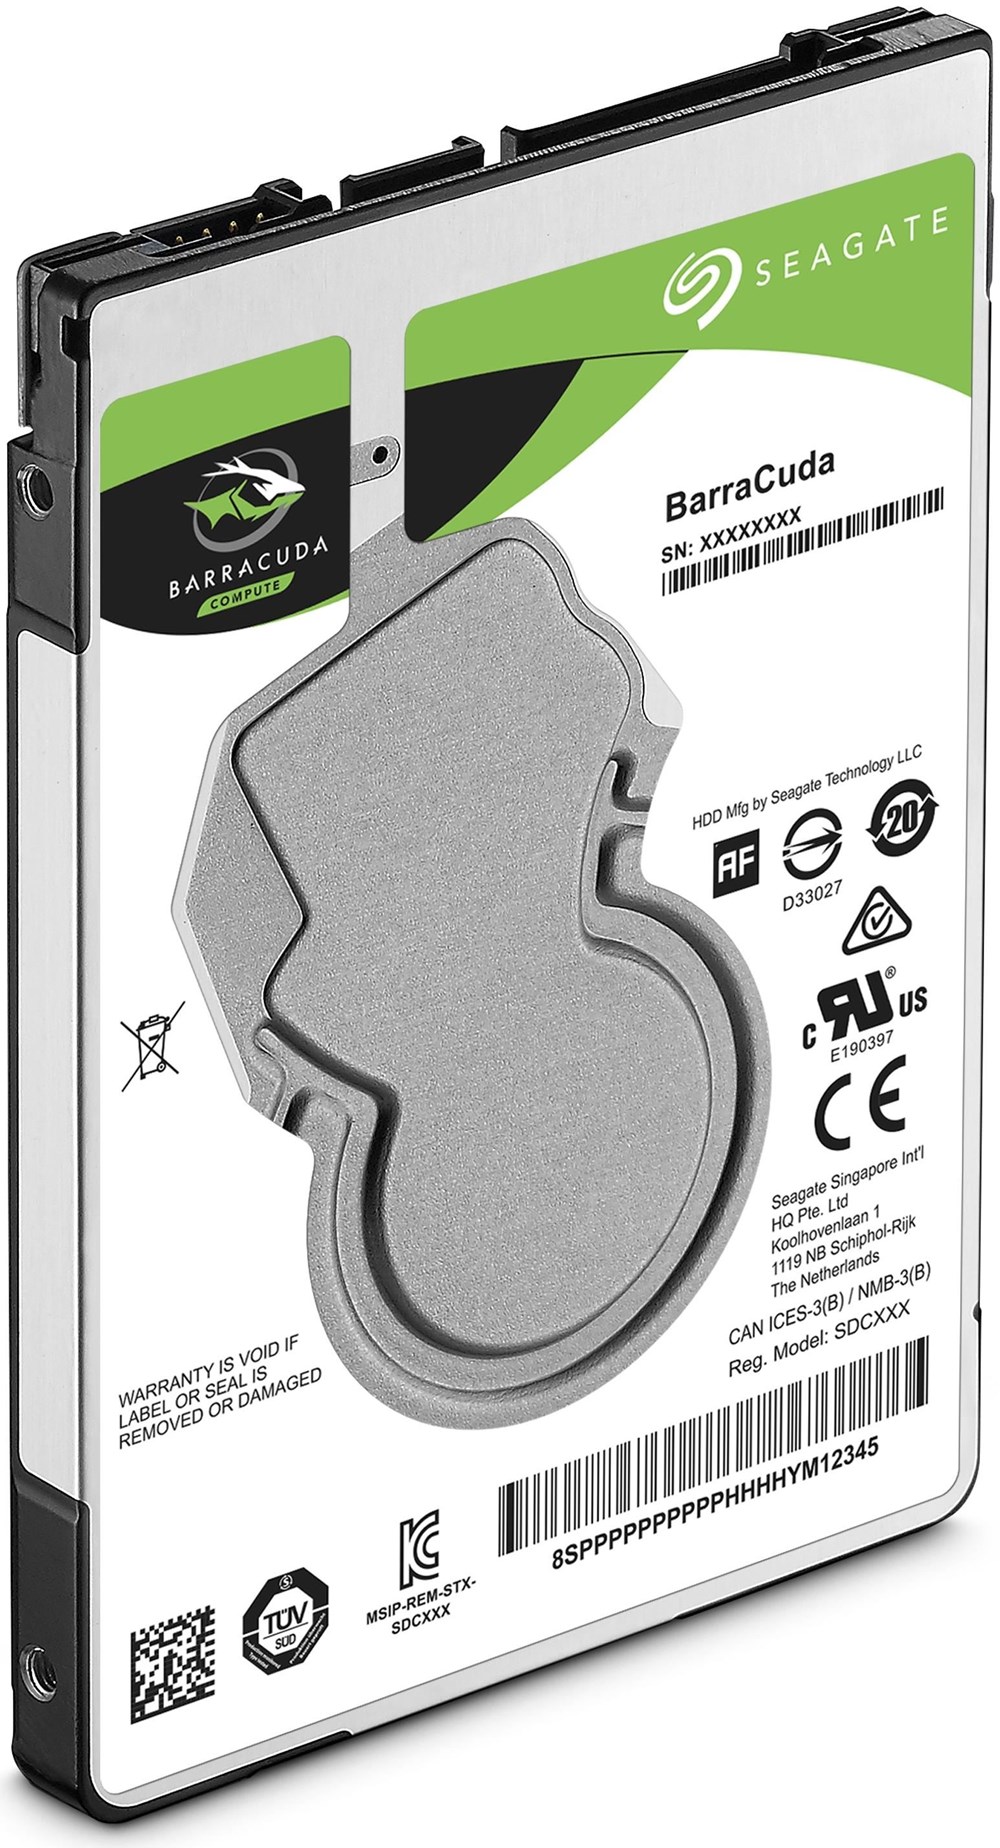 SEAGATE
BARRACUDA
COMPUTE
BarraCuda
SN: XXXXXXXX
HDD Mfg by Seagate Technology LLC
AF
20
D33027
c RU® US
E190397
CE
Seagate Singapore Int'l
HQ Pte. Ltd
Koolhovenlaan 1
1119 NB Schiphol-Rijk
The Netherlands
CAN ICES-3(B) / NMB-3(B)
Reg. Model: SDCXXX
WARRANTY IS VOID IF
LABEL OR SEAL IS
REMOVED OR DAMAGED
8SPPPPPPPPPPHHHHYM12345
MSIP-REM-STX-
SDCXXX
TÜV
SÜD